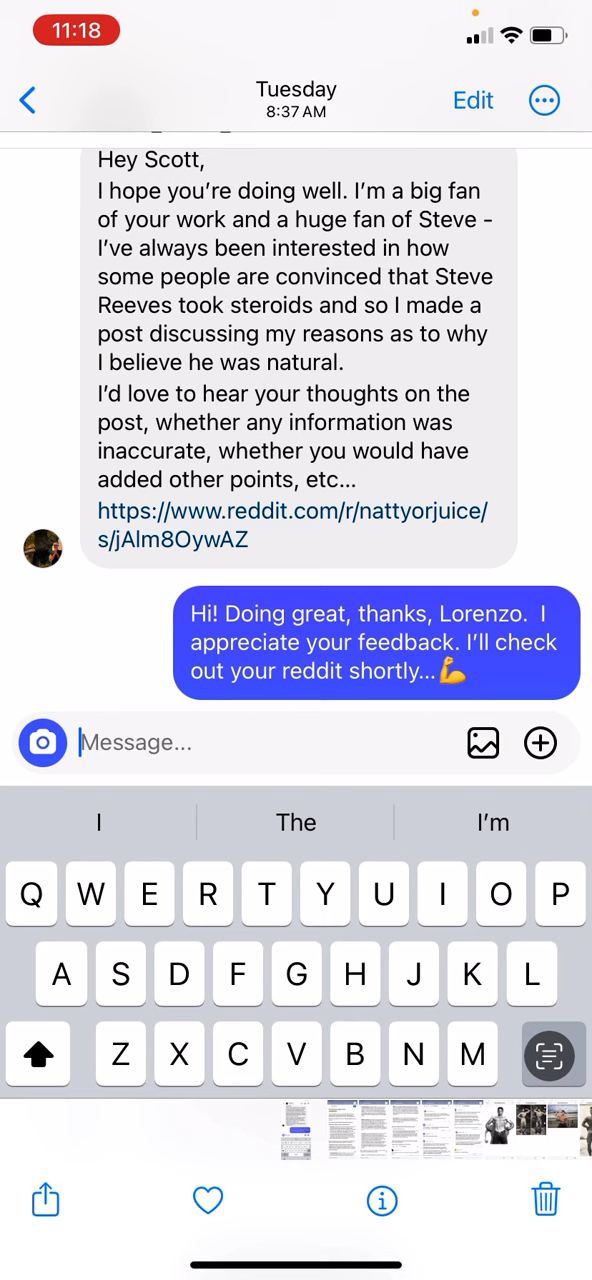 11:18
Tuesday
8:37 AM
Edit
Hey Scott,
I hope you're doing well. I'm a big fan
of your work and a huge fan of Steve -
I've always been interested in how
some people are convinced that Steve
Reeves took steroids and so I made a
post discussing my reasons as to why
I believe he was natural.
I'd love to hear your thoughts on the
post, whether any information was
inaccurate, whether you would have
added other points, etc...
https://www.reddit.com/r/nattyorjuice/
s/jAlm8OywAZ
Hi! Doing great, thanks, Lorenzo.  I
appreciate your feedback. I'll check
out your reddit shortly...💪
Message...
I The I'm
Q W E R T Y U I O P
A S D F G H J K L
Z X C V B N M